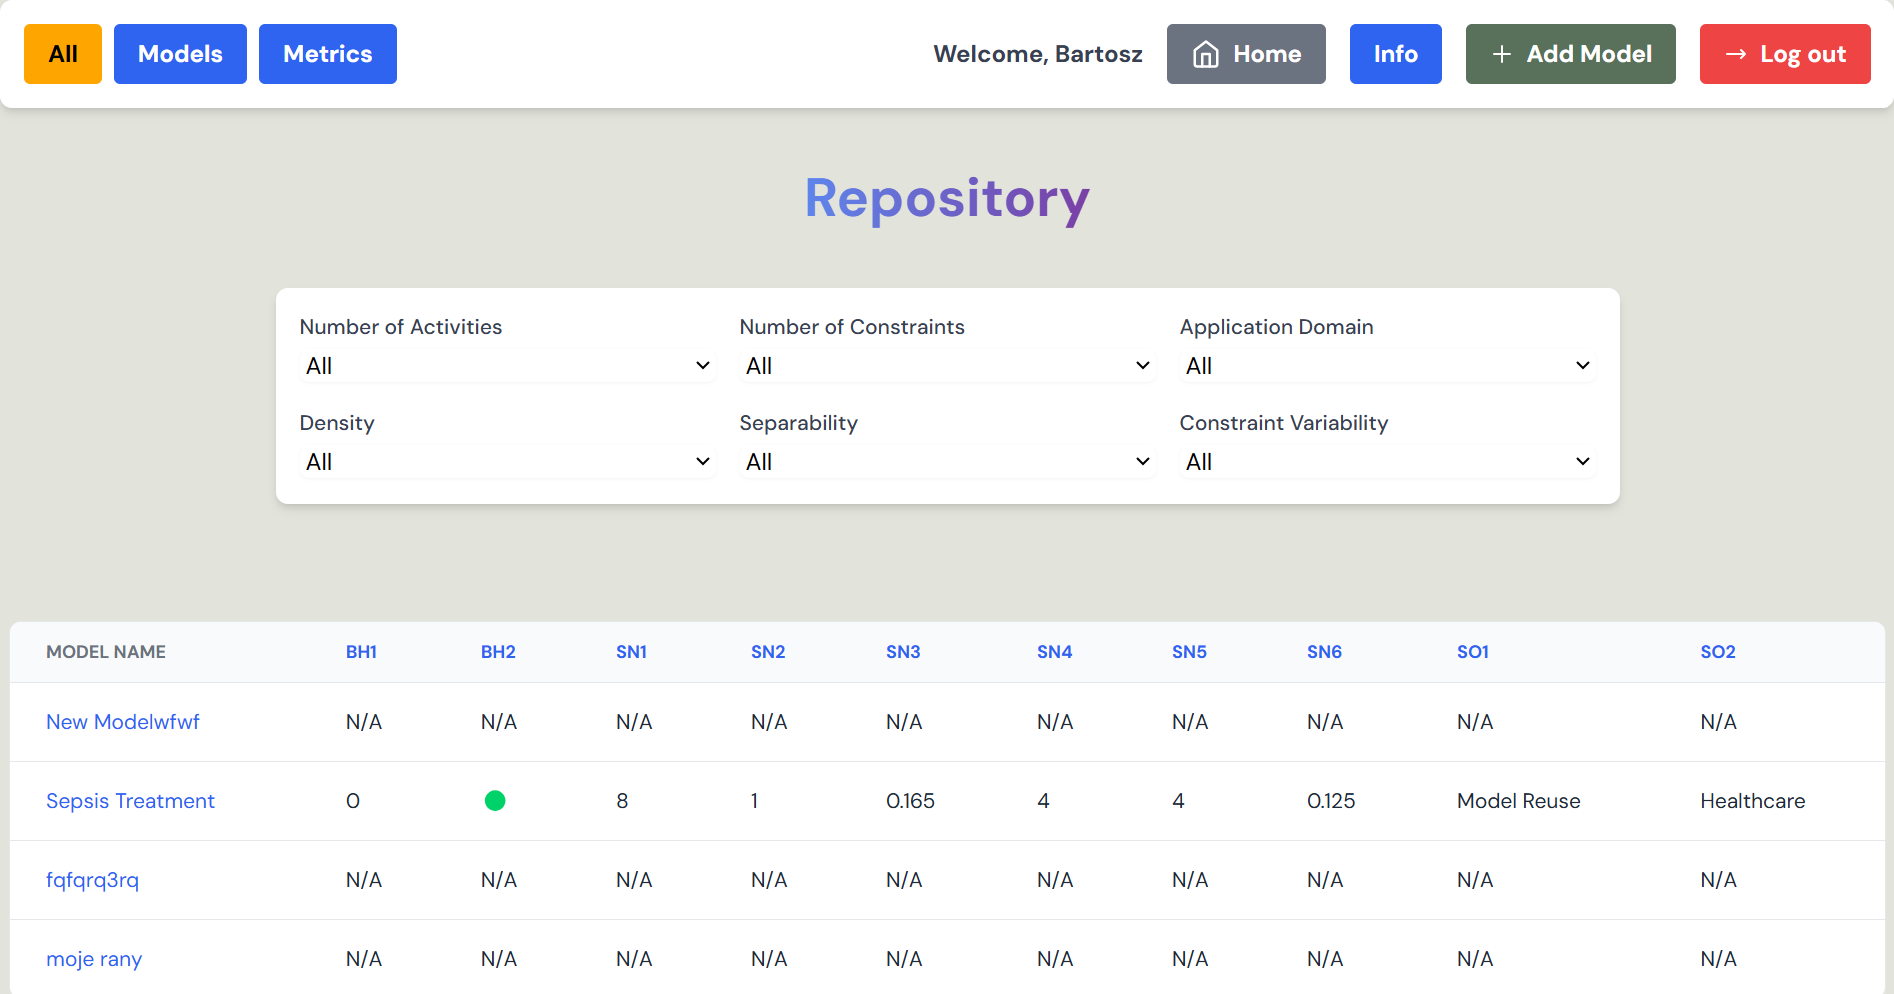 All Models Metrics Welcome, Bartosz Home Info + Add Model → Log out
Repository
Number of Activities Number of Constraints Application Domain
All All All
Density Separability Constraint Variability
All All All
MODEL NAME BH1 BH2 SN1 SN2 SN3 SN4 SN5 SN6 SO1 SO2
New Modelwfwf N/A N/A N/A N/A N/A N/A N/A N/A N/A N/A
Sepsis Treatment 0 8 1 0.165 4 4 0.125 Model Reuse Healthcare
fqfqrq3rq N/A N/A N/A N/A N/A N/A N/A N/A N/A N/A
moje rany N/A N/A N/A N/A N/A N/A N/A N/A N/A N/A